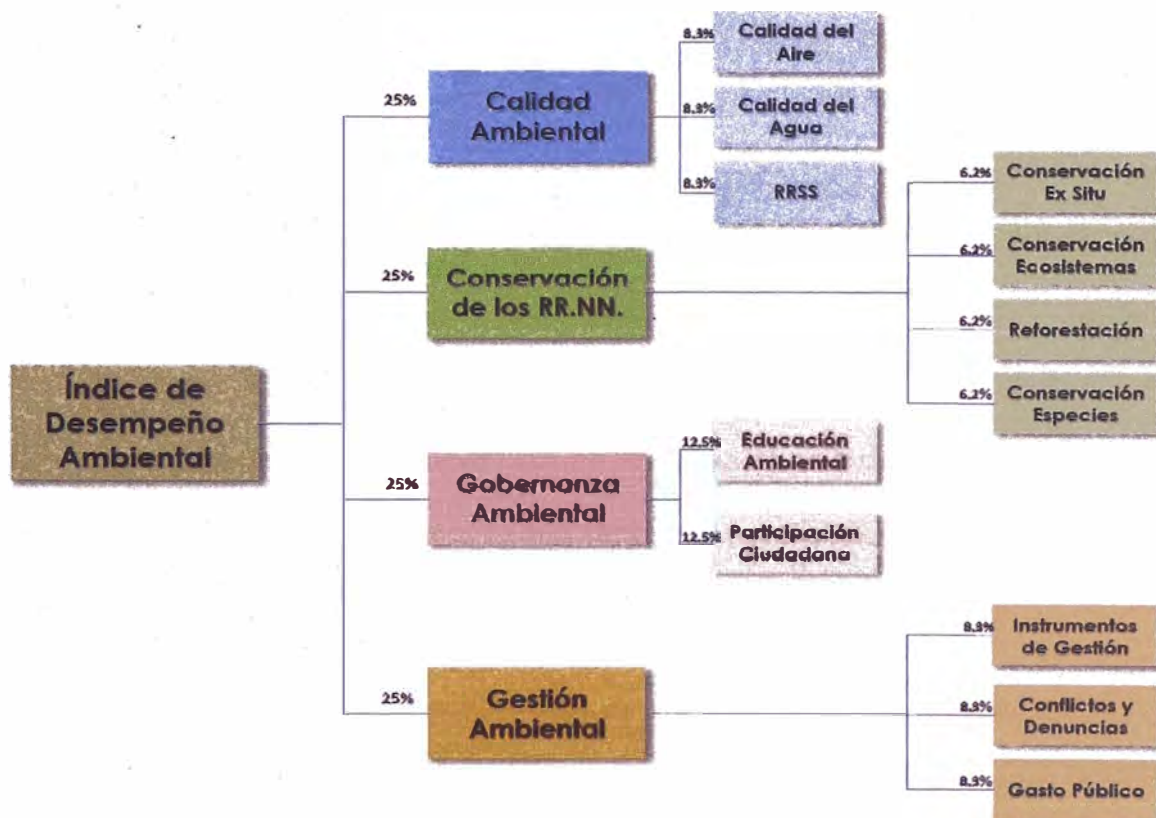 Índice de
Desempeño
Ambiental
25%
Calidad
Ambiental
8.3%
Calidad del
Aire
8.3%
Calidad del
Agua
8.3%
RRSS
25%
Conservación
de los RR.NN.
6.2%
Conservación
Ex Situ
6.2%
Conservación
Ecosistemas
6.2%
Reforestación
6.2%
Conservación
Especies
25%
Gobernanza
Ambiental
12.5%
Educación
Ambiental
12.5%
Participación
Ciudadana
25%
Gestión
Ambiental
8.3%
Instrumentos
de Gestión
8.3%
Conflictos y
Denuncias
8.3%
Gasto Público